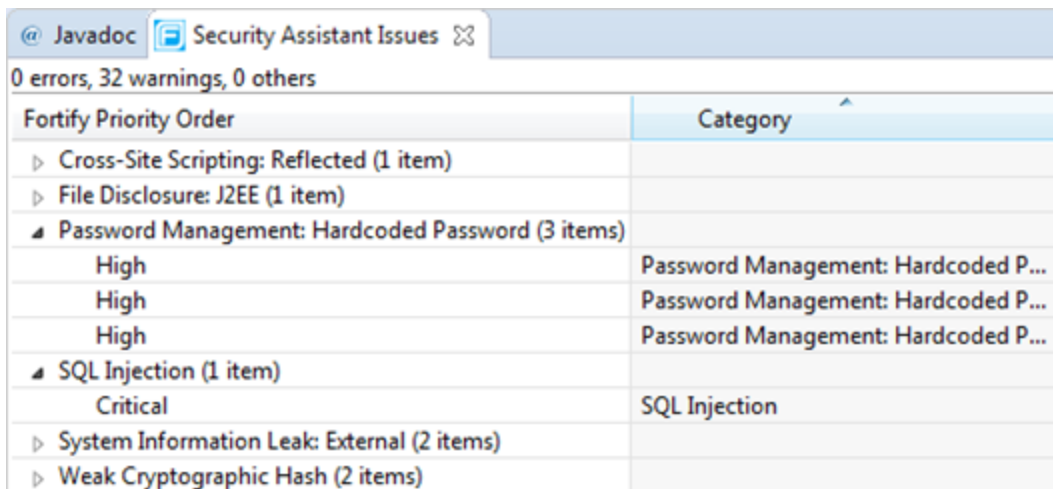 @ Javadoc Security Assistant Issues
0 errors, 32 warnings, 0 others
Fortify Priority Order Category
Cross-Site Scripting: Reflected (1 item)
File Disclosure: J2EE (1 item)
Password Management: Hardcoded Password (3 items)
High Password Management: Hardcoded P...
High Password Management: Hardcoded P...
High Password Management: Hardcoded P...
SQL Injection (1 item)
Critical SQL Injection
System Information Leak: External (2 items)
Weak Cryptographic Hash (2 items)